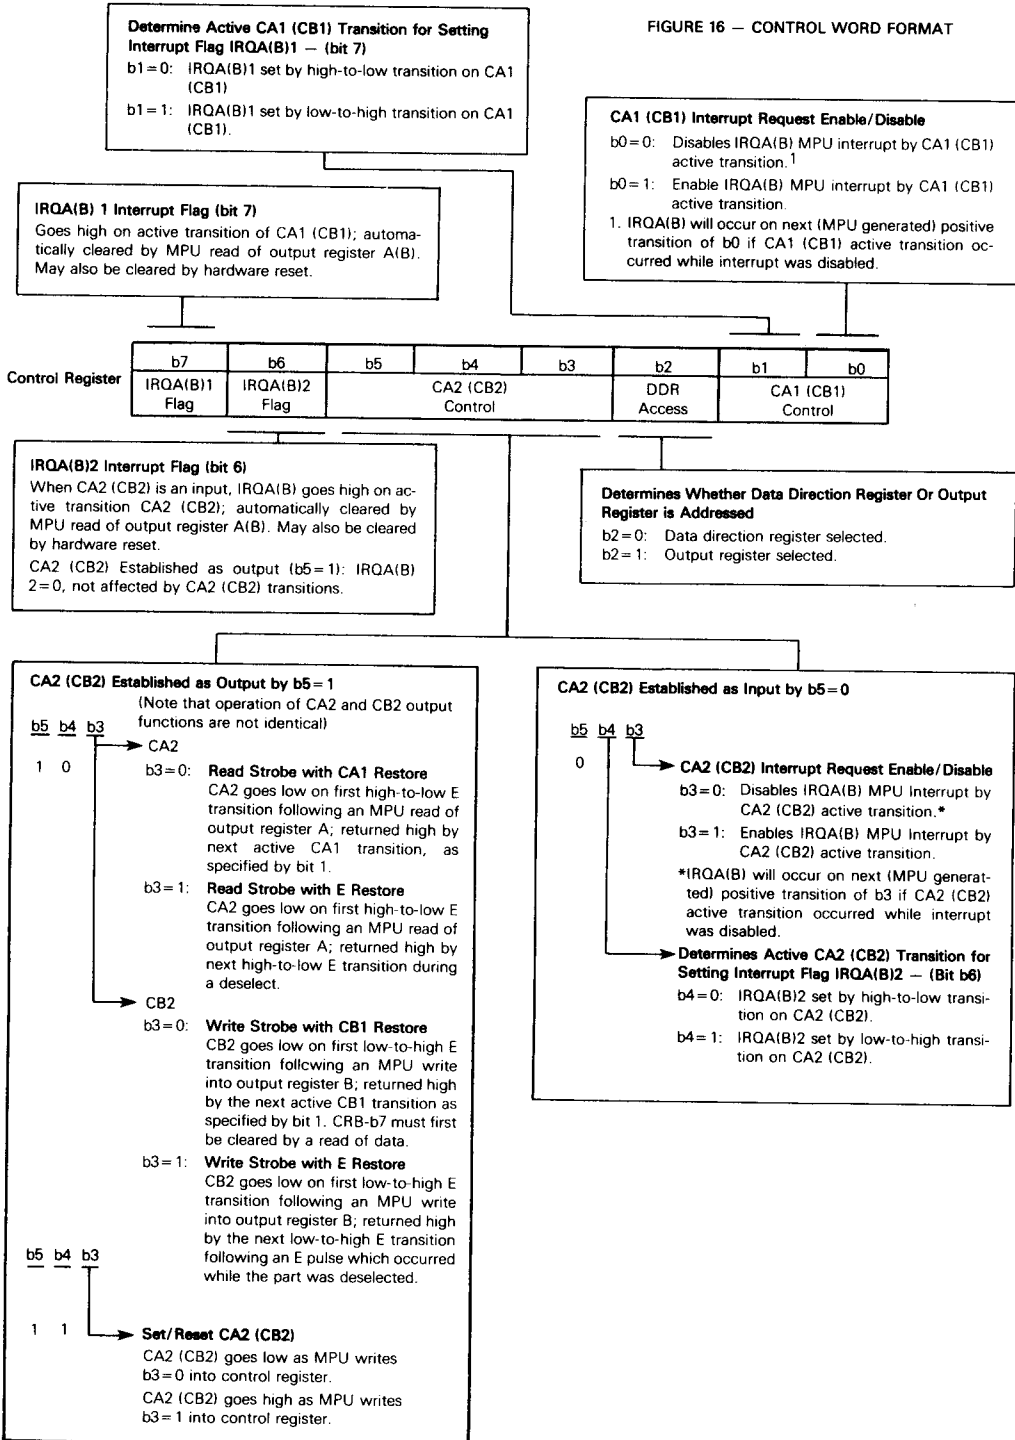 FIGURE 16 — CONTROL WORD FORMAT
Determine Active CA1 (CB1) Transition for Setting
Interrupt Flag IRQA(B)1 — (bit 7)
b1=0: IRQA(B)1 set by high-to-low transition on CA1
(CB1)
b1=1: IRQA(B)1 set by low-to-high transition on CA1
(CB1).
CA1 (CB1) Interrupt Request Enable/Disable
b0=0: Disables IRQA(B) MPU interrupt by CA1 (CB1)
active transition.1
b0=1: Enable IRQA(B) MPU interrupt by CA1 (CB1)
active transition.
1. IRQA(B) will occur on next (MPU generated) positive
transition of b0 if CA1 (CB1) active transition oc-
curred while interrupt was disabled.
IRQA(B) 1 Interrupt Flag (bit 7)
Goes high on active transition of CA1 (CB1); automa-
tically cleared by MPU read of output register A(B).
May also be cleared by hardware reset.
Control Register
b7 b6 b5 b4 b3 b2 b1 b0
IRQA(B)1 IRQA(B)2 CA2 (CB2) DDR CA1 (CB1)
Flag Flag Control Access Control
IRQA(B)2 Interrupt Flag (bit 6)
When CA2 (CB2) is an input, IRQA(B) goes high on ac-
tive transition CA2 (CB2); automatically cleared by
MPU read of output register A(B). May also be cleared
by hardware reset.
CA2 (CB2) Established as output (b5=1): IRQA(B)
2=0, not affected by CA2 (CB2) transitions.
Determines Whether Data Direction Register Or Output
Register is Addressed
b2=0: Data direction register selected.
b2=1: Output register selected.
CA2 (CB2) Established as Output by b5=1
(Note that operation of CA2 and CB2 output
functions are not identical)
b5 b4 b3
CA2
1 0
b3=0: Read Strobe with CA1 Restore
CA2 goes low on first high-to-low E
transition following an MPU read of
output register A; returned high by
next active CA1 transition, as
specified by bit 1.
b3=1: Read Strobe with E Restore
CA2 goes low on first high-to-low E
transition following an MPU read of
output register A; returned high by
next high-to-low E transition during
a deselect.
CB2
b3=0: Write Strobe with CB1 Restore
CB2 goes low on first low-to-high E
transition following an MPU write
into output register B; returned high
by the next active CB1 transition as
specified by bit 1. CRB-b7 must first
be cleared by a read of data.
b3=1: Write Strobe with E Restore
CB2 goes low on first low-to-high E
transition following an MPU write
into output register B; returned high
by the next low-to-high E transition
following an E pulse which occurred
while the part was deselected.
b5 b4 b3
1 1
Set/Reset CA2 (CB2)
CA2 (CB2) goes low as MPU writes
b3=0 into control register.
CA2 (CB2) goes high as MPU writes
b3=1 into control register.
CA2 (CB2) Established as Input by b5=0
b5 b4 b3
0
CA2 (CB2) Interrupt Request Enable/Disable
b3=0: Disables IRQA(B) MPU Interrupt by
CA2 (CB2) active transition.*
b3=1: Enables IRQA(B) MPU Interrupt by
CA2 (CB2) active transition.
*IRQA(B) will occur on next (MPU generat-
ted) positive transition of b3 if CA2 (CB2)
active transition occurred while interrupt
was disabled.
Determines Active CA2 (CB2) Transition for
Setting Interrupt Flag IRQA(B)2 — (Bit b6)
b4=0: IRQA(B)2 set by high-to-low transi-
tion on CA2 (CB2).
b4=1: IRQA(B)2 set by low-to-high transi-
tion on CA2 (CB2).